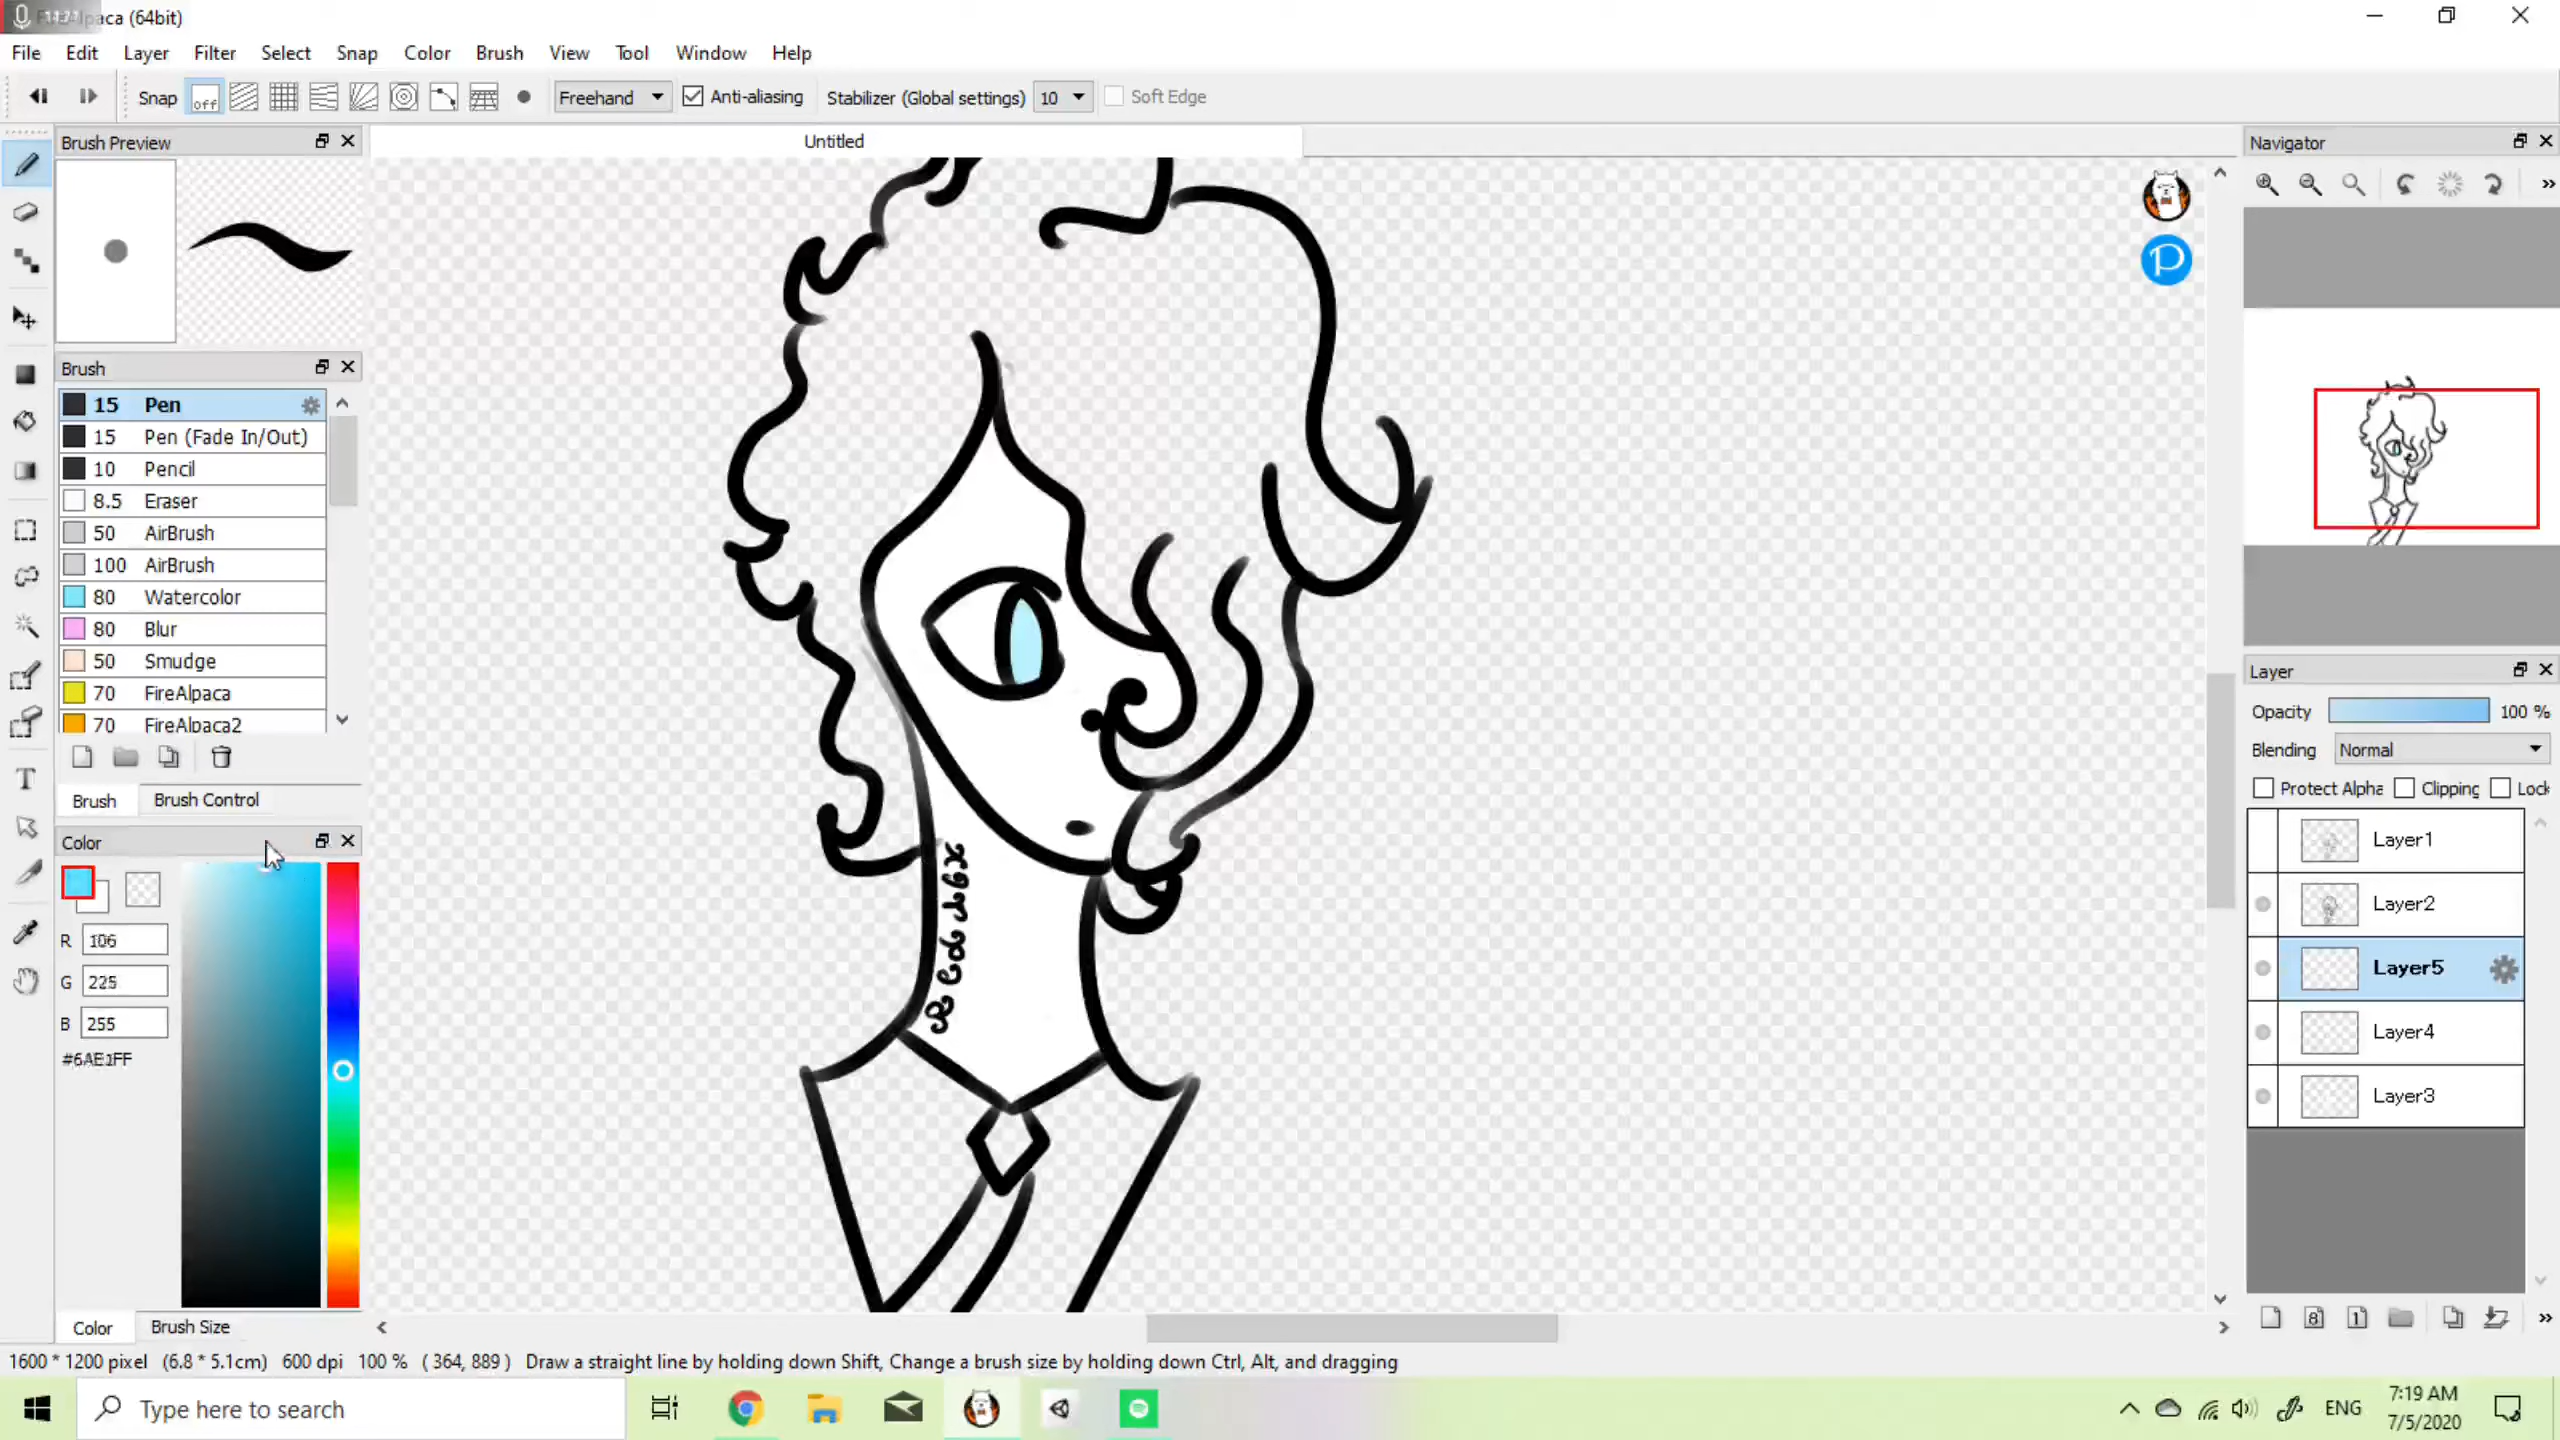 FireAlpaca (64bit)
File Edit Layer Filter Select Snap Color Brush View Tool Window Help
Snap off Freehand Anti-aliasing Stabilizer (Global settings) 10 Soft Edge
Brush Preview
Untitled
Navigator
Brush
15 Pen
15 Pen (Fade In/Out)
10 Pencil
8.5 Eraser
50 AirBrush
100 AirBrush
80 Watercolor
80 Blur
50 Smudge
70 FireAlpaca
70 FireAlpaca2
Brush Brush Control
Color
R 106
G 225
B 255
#6AE1FF
Color Brush Size
Layer
Opacity 100 %
Blending Normal
Protect Alpha Clipping Lock
Layer1
Layer2
Layer5
Layer4
Layer3
8 1
T
P
1600 * 1200 pixel (6.8 * 5.1cm) 600 dpi 100 % ( 364, 889 ) Draw a straight line by holding down Shift, Change a brush size by holding down Ctrl, Alt, and dragging
Type here to search
ENG
7:19 AM
7/5/2020